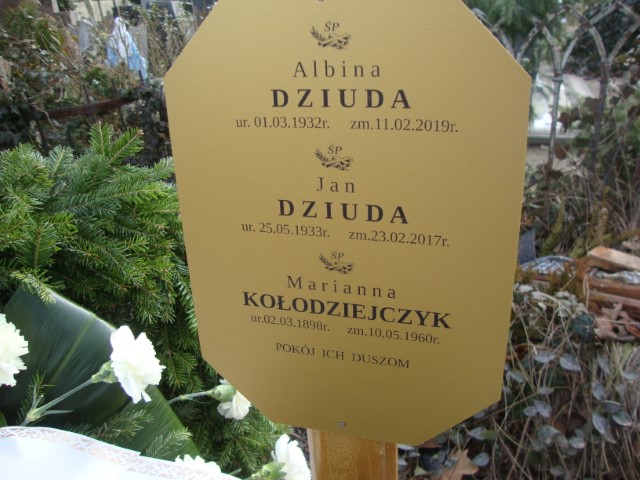 ŚP
Albina
DZIUDA
ur. 01.03.1932r. zm.11.02.2019r.
ŚP
Jan
DZIUDA
ur. 25.05.1933r. zm.23.02.2017r.
ŚP
Marianna
KOŁODZIEJCZYK
ur.02.03.1898r. zm.10.05.1960r.
POKÓJ ICH DUSZOM